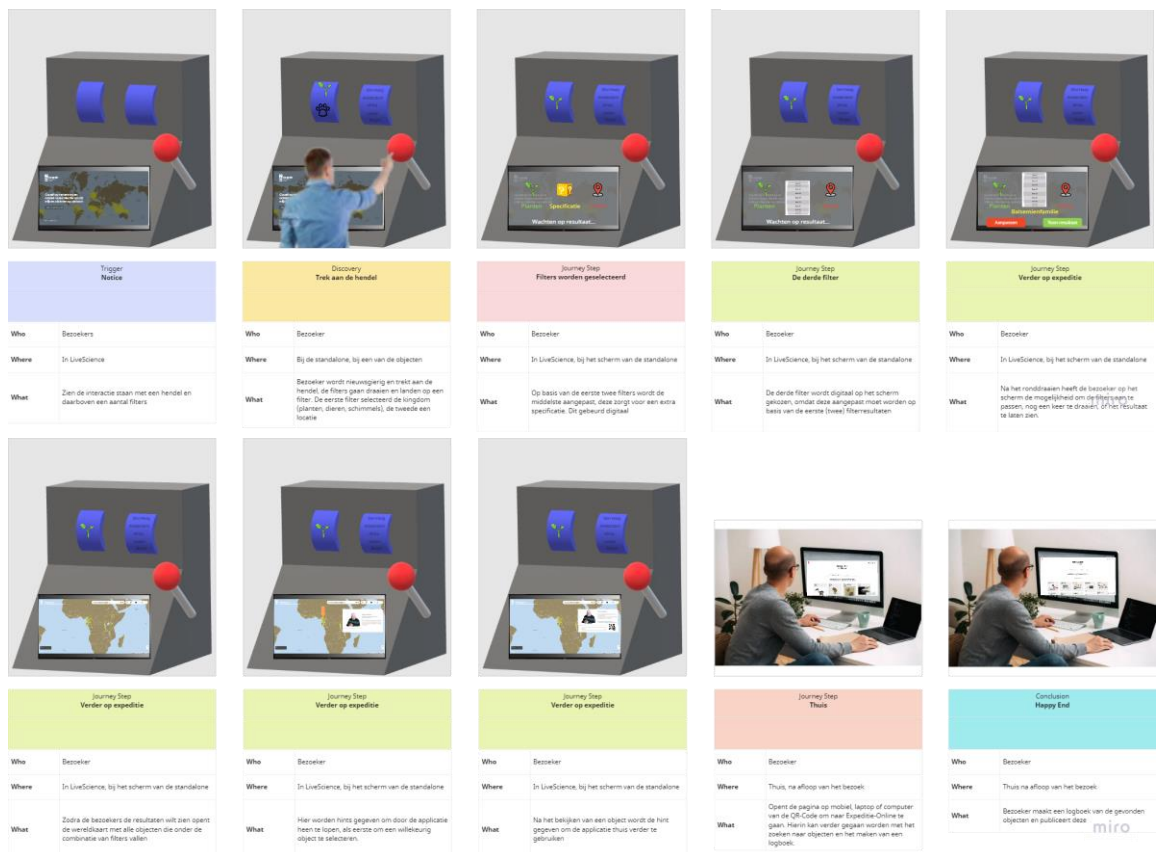 Planten
Specificatie
Wachten op resultaat...
Planten
Wachten op resultaat...
Planten
Aanpassen
Toon resultaat
Trigger
Notice
Discovery
Trek aan de hendel
Journey Step
Filters worden geselecteerd
Journey Step
De derde filter
Journey Step
Verder op expeditie
Who
Bezoekers
Who
Bezoeker
Who
Bezoeker
Who
Bezoeker
Who
Bezoeker
Where
In LiveScience
Where
Bij de standalone, bij een van de objecten
Where
In LiveScience, bij het scherm van de standalone
Where
In LiveScience, bij het scherm van de standalone
Where
In LiveScience, bij het scherm van de standalone
What
Zien de interactie staan met een hendel en
daarboven een aantal filters
What
Bezoeker wordt nieuwsgierig en trekt aan de
hendel, de filters gaan draaien en landen op een
filter. De eerste filter selecteerd de kingdom
(planten, dieren, schimmels), de tweede een
locatie
What
Op basis van de eerste twee filters wordt de
middelste aangepast, deze zorgt voor een extra
specificatie. Dit gebeurd digitaal
What
De derde filter wordt digitaal op het scherm
gekozen, omdat deze aangepast moet worden op
basis van de eerste (twee) filterresultaten
What
Na het ronddraaien heeft de bezoeker op het
scherm de mogelijkheid om de filters aan te
passen, nog een keer te draaien, of het resultaat
te laten zien.
miro
Journey Step
Verder op expeditie
Journey Step
Verder op expeditie
Journey Step
Verder op expeditie
Journey Step
Thuis
Conclusion
Happy End
Who
Bezoeker
Who
Bezoeker
Who
Bezoeker
Who
Bezoeker
Who
Bezoeker
Where
In LiveScience, bij het scherm van de standalone
Where
In LiveScience, bij het scherm van de standalone
Where
In LiveScience, bij het scherm van de standalone
Where
Thuis, na afloop van het bezoek
Where
Thuis na afloop van het bezoek
What
Zodra de bezoekers de resultaten wilt zien opent
de wereldkaart met alle objecten die onder de
combinatie van filters vallen
What
Hier worden hints gegeven om door de applicatie
heen te lopen, als eerste om een willekeurig
object te selecteren.
What
Na het bekijken van een object wordt de hint
gegeven om de applicatie thuis verder te
gebruiken
What
Opent de pagina op mobiel, laptop of computer
van de QR-Code om naar Expeditie-Online te
gaan. Hierin kan verder gegaan worden met het
zoeken naar objecten en het maken van een
logboek.
What
Bezoeker maakt een logboek van de gevonden
objecten en publiceert deze
miro